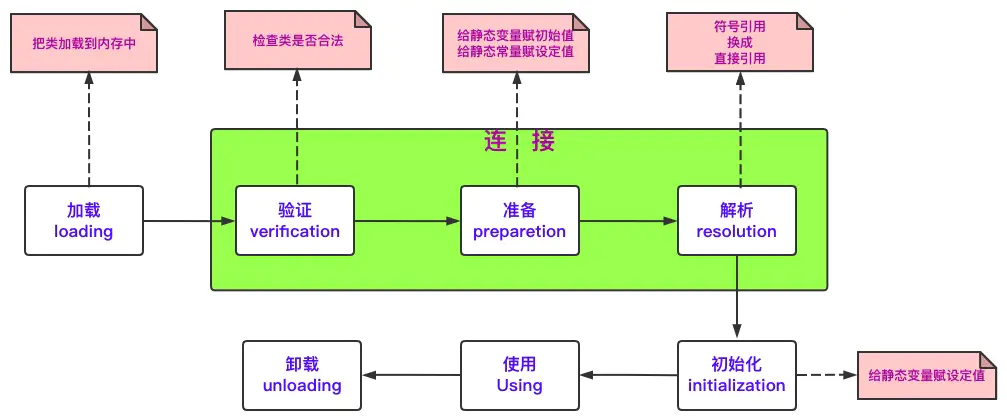 把类加载到内存中
检查类是否合法
给静态变量赋初始值
给静态常量赋设定值
符号引用
换成
直接引用
连 接
加载
loading
验证
verification
准备
preparetion
解析
resolution
卸载
unloading
使用
Using
初始化
initialization
给静态变量赋设定值